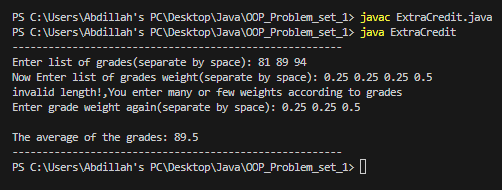 PS C:\Users\Abdillah's PC\Desktop\Java\OOP_Problem_set_1> javac ExtraCredit.java
PS C:\Users\Abdillah's PC\Desktop\Java\OOP_Problem_set_1> java ExtraCredit
----------------------------------------------------
Enter list of grades(separate by space): 81 89 94
Now Enter list of grades weight(separate by space): 0.25 0.25 0.25 0.5
invalid length!,You enter many or few weights according to grades
Enter grade weight again(separate by space): 0.25 0.25 0.5
The average of the grades: 89.5
----------------------------------------------------
PS C:\Users\Abdillah's PC\Desktop\Java\OOP_Problem_set_1>